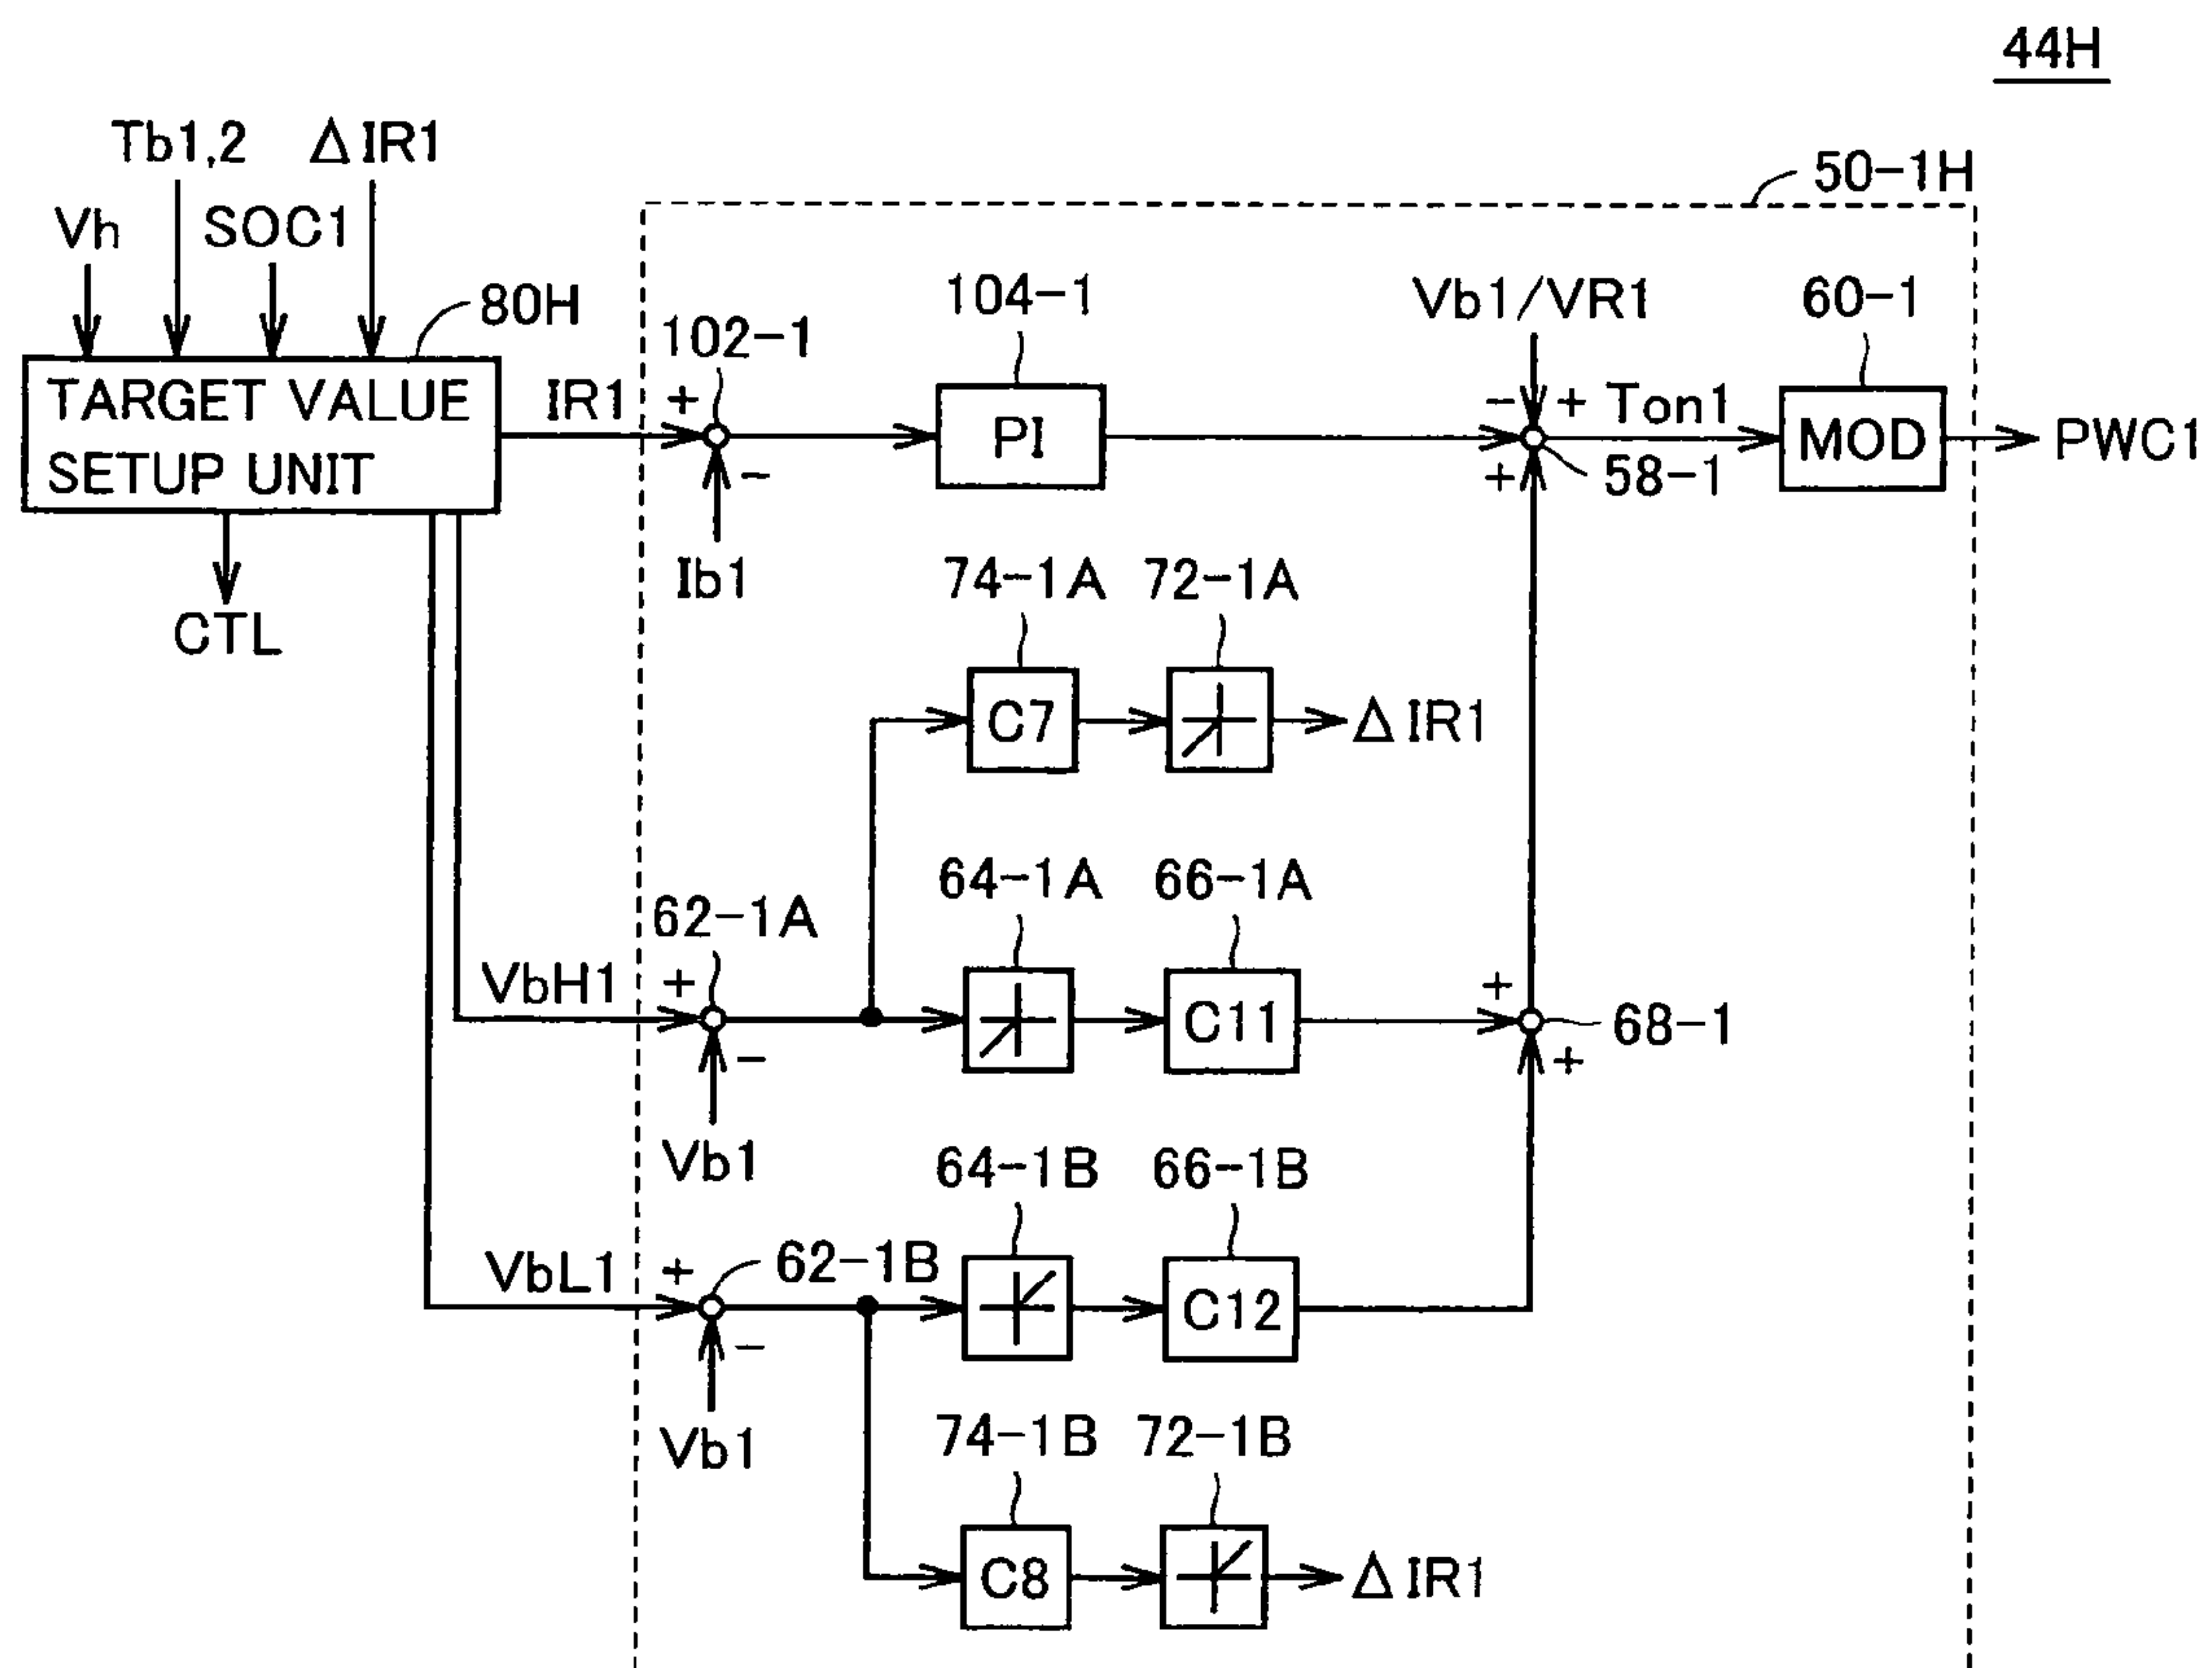 44H
Tb1,2 ΔIR1
50-1H
Vh SOC1
80H
104-1
Vb1/VR1
60-1
102-1
TARGET VALUE
SETUP UNIT
IR1
+
-
Ib1
PI
-
+
+
Ton1
58-1
MOD
PWC1
CTL
74-1A 72-1A
C7
ΔIR1
64-1A 66-1A
62-1A
VbH1
+
-
Vb1
C11
+
+
68-1
64-1B 66-1B
62-1B
VbL1
+
-
Vb1
C12
74-1B 72-1B
C8
ΔIR1